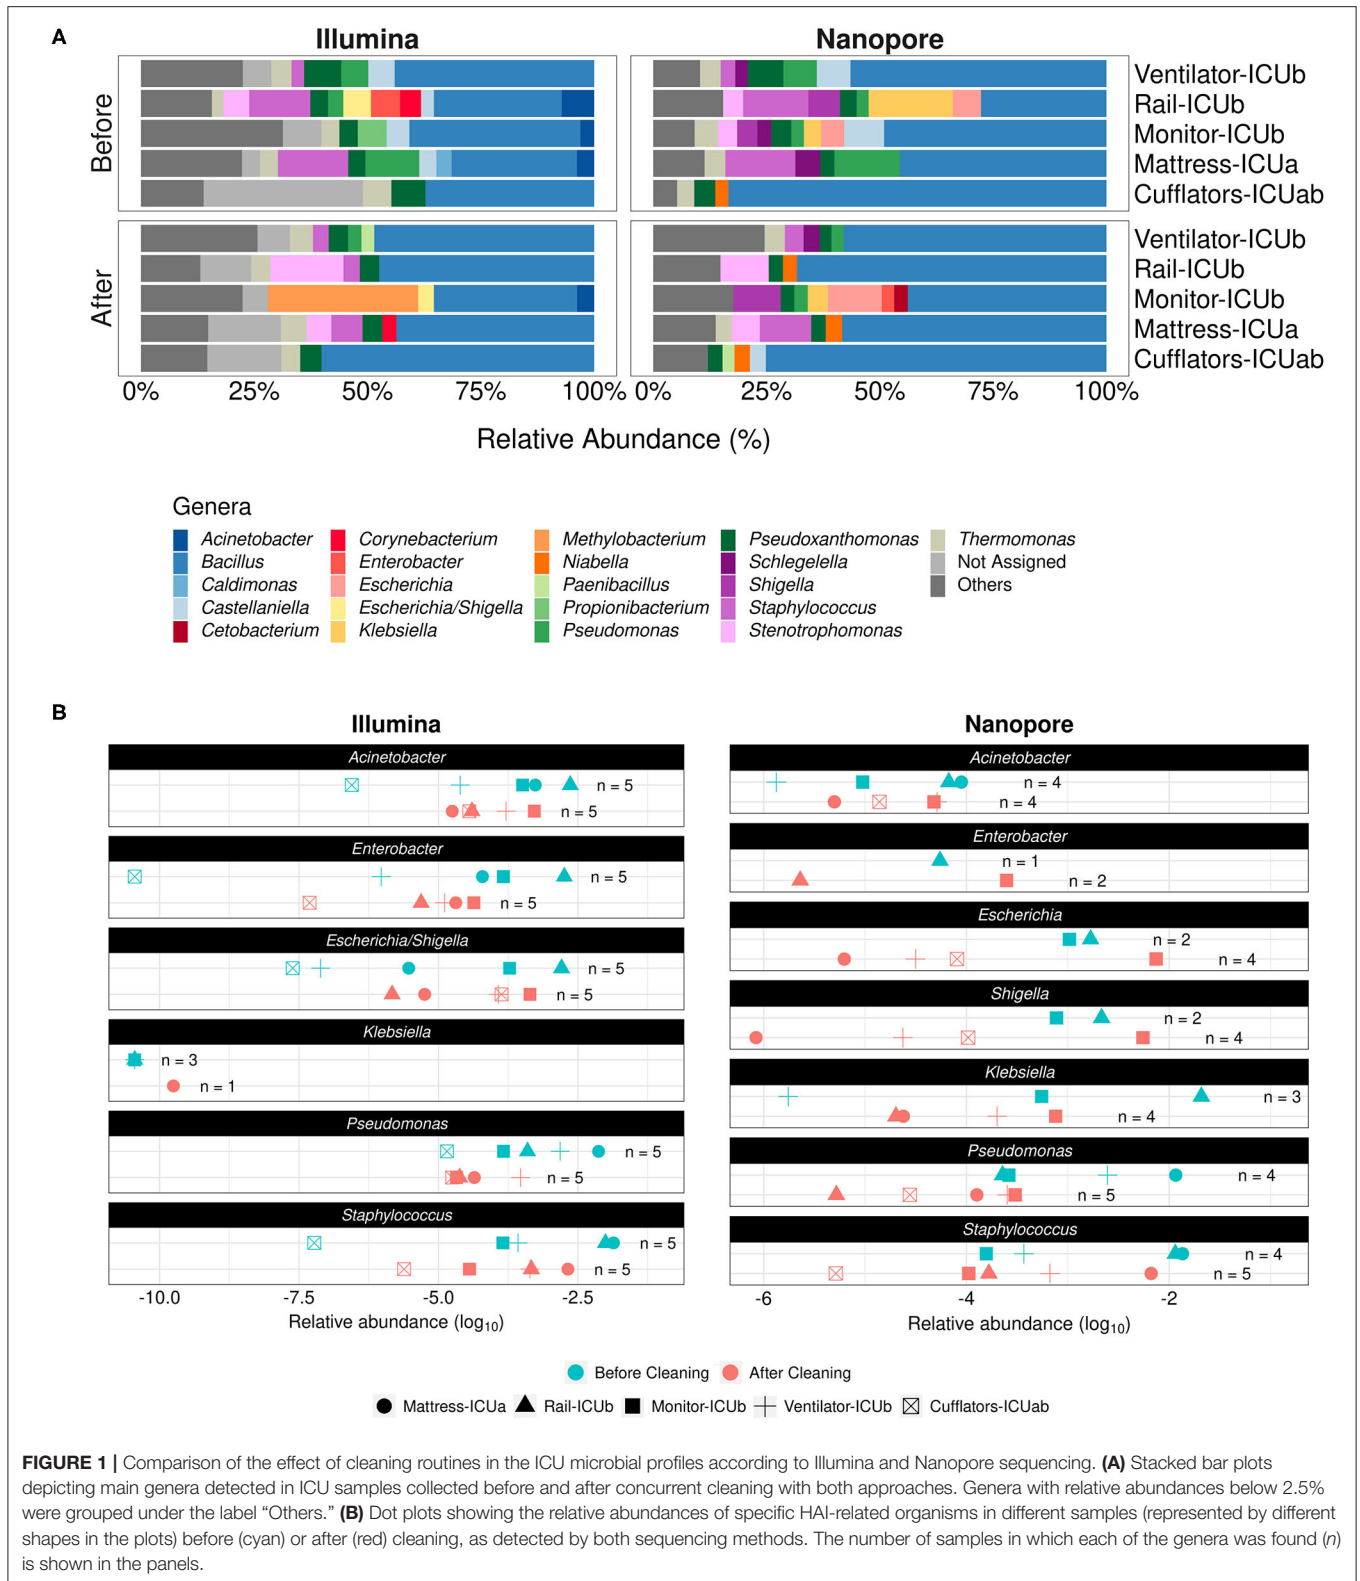 A
Illumina
Nanopore
Before
Ventilator-ICUb
Rail-ICUb
Monitor-ICUb
Mattress-ICUa
Cufflators-ICUab
After
Ventilator-ICUb
Rail-ICUb
Monitor-ICUb
Mattress-ICUa
Cufflators-ICUab
0% 25% 50% 75% 100% 0% 25% 50% 75% 100%
Relative Abundance (%)
Genera
Acinetobacter Corynebacterium Methylobacterium Pseudoxanthomonas Thermomonas
Bacillus Enterobacter Niabella Schlegelella Not Assigned
Caldimonas Escherichia Paenibacillus Shigella Others
Castellaniella Escherichia/Shigella Propionibacterium Staphylococcus
Cetobacterium Klebsiella Pseudomonas Stenotrophomonas
B
Illumina
Acinetobacter
n = 5
n = 5
Enterobacter
n = 5
n = 5
Escherichia/Shigella
n = 5
n = 5
Klebsiella
n = 3
n = 1
Pseudomonas
n = 5
n = 5
Staphylococcus
n = 5
n = 5
-10.0 -7.5 -5.0 -2.5
Relative abundance (log10)
Nanopore
Acinetobacter
n = 4
n = 4
Enterobacter
n = 1
n = 2
Escherichia
n = 2
n = 4
Shigella
n = 2
n = 4
Klebsiella
n = 3
n = 4
Pseudomonas
n = 4
n = 5
Staphylococcus
n = 4
n = 5
-6 -4 -2
Relative abundance (log10)
Before Cleaning After Cleaning
Mattress-ICUa Rail-ICUb Monitor-ICUb Ventilator-ICUb Cufflators-ICUab
FIGURE 1 | Comparison of the effect of cleaning routines in the ICU microbial profiles according to Illumina and Nanopore sequencing. (A) Stacked bar plots
depicting main genera detected in ICU samples collected before and after concurrent cleaning with both approaches. Genera with relative abundances below 2.5%
were grouped under the label “Others.” (B) Dot plots showing the relative abundances of specific HAI-related organisms in different samples (represented by different
shapes in the plots) before (cyan) or after (red) cleaning, as detected by both sequencing methods. The number of samples in which each of the genera was found (n)
is shown in the panels.